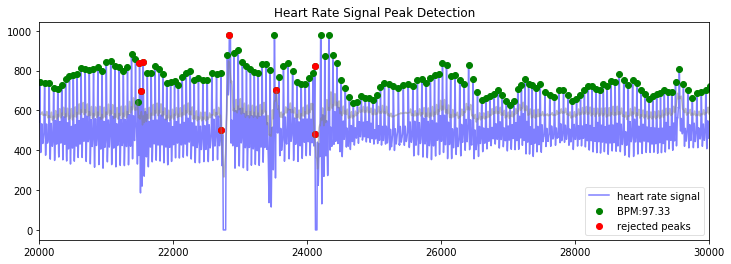 Heart Rate Signal Peak Detection
1000
800
600
400
200
0
heart rate signal
BPM:97.33
rejected peaks
20000 22000 24000 26000 28000 30000